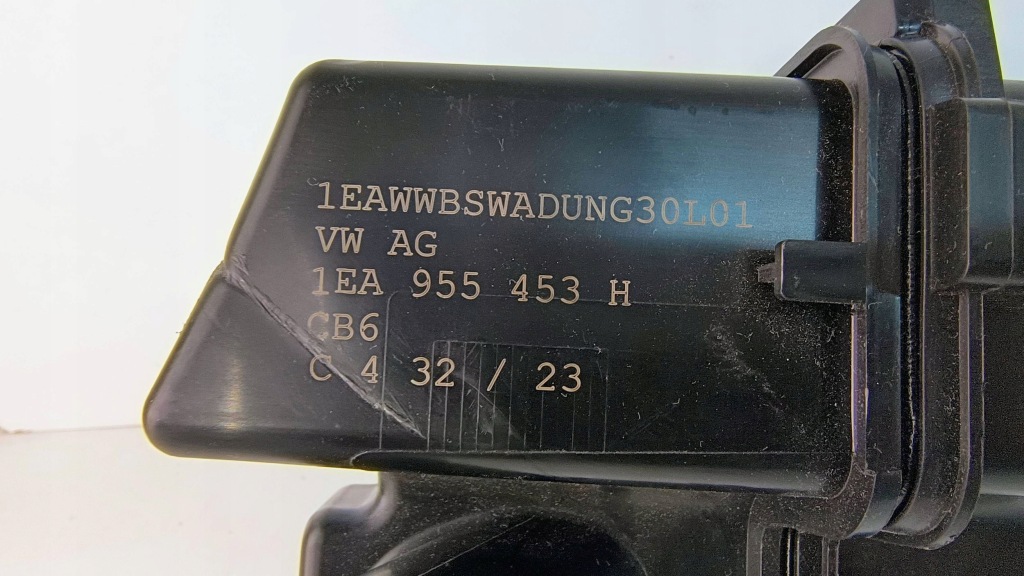 1EAWWBSWADUNG30L01
VW AG
1EA 955 453 H
CB6
C 4 32 / 23